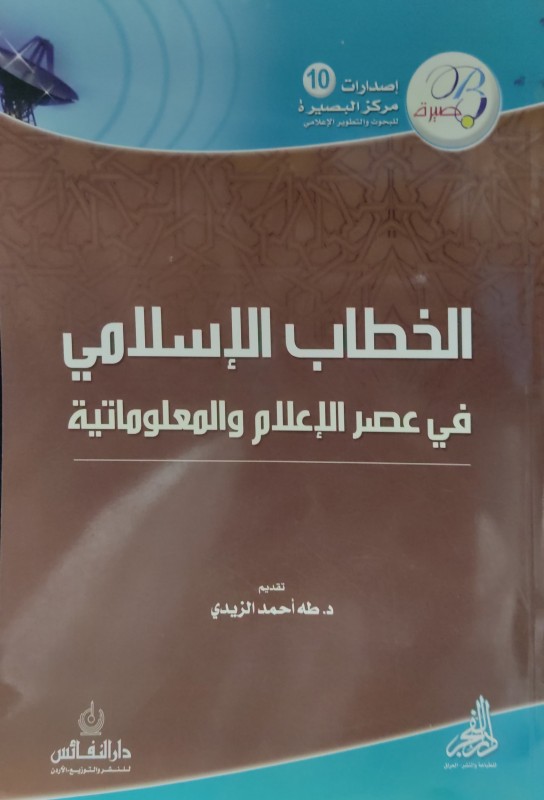 إصدارات 10
مركز البصيرة
للبحوث والتطوير الإعلامي
بصيرة
الخطاب الإسلامي
في عصر الإعلام والمعلوماتية
تقديم
د. طه أحمد الزيدي
دار الفجر
للطباعة والنشر - العراق
دار النفائس
للنشر والتوزيع - الأردن